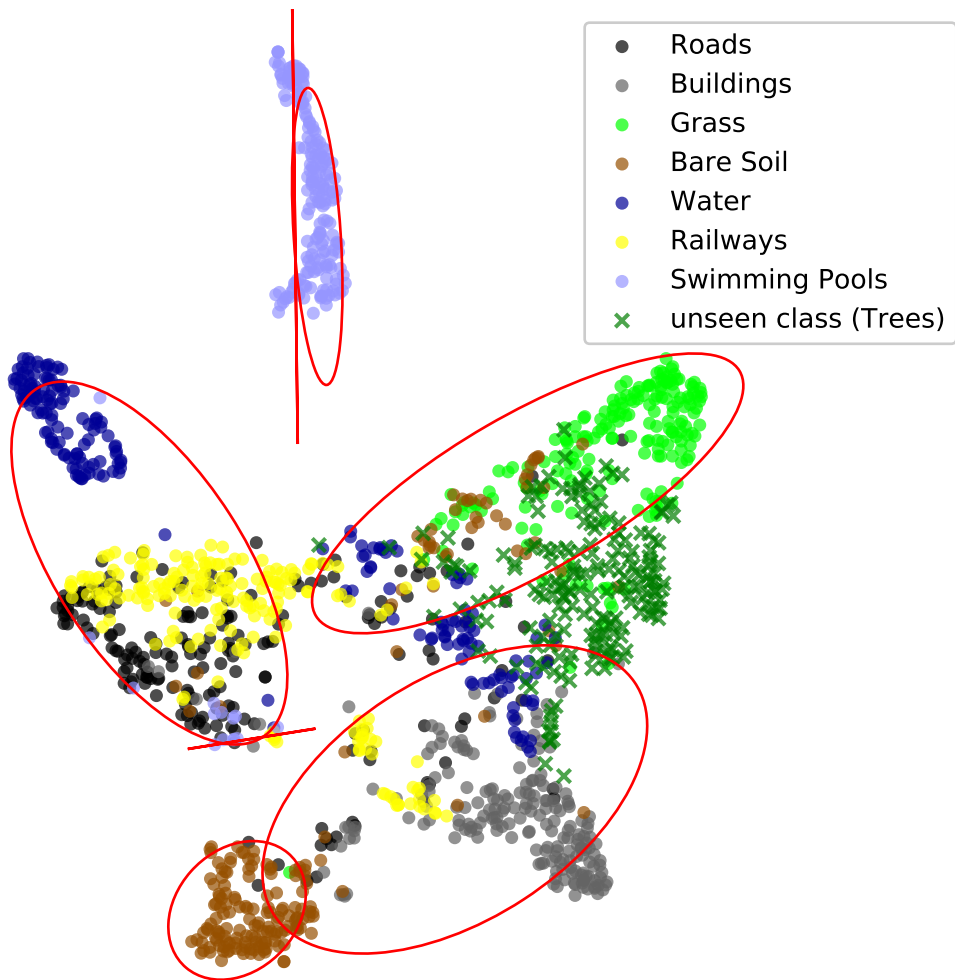 Roads
Buildings
Grass
Bare Soil
Water
Railways
Swimming Pools
unseen class (Trees)